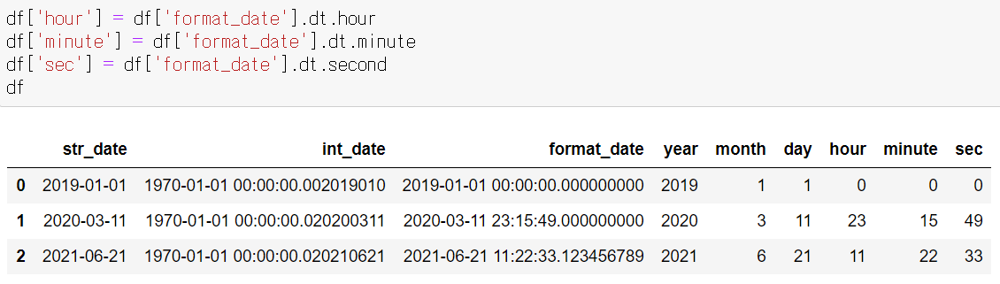 df['hour'] = df['format_date'].dt.hour
df['minute'] = df['format_date'].dt.minute
df['sec'] = df['format_date'].dt.second
df
str_date int_date format_date year month day hour minute sec
0 2019-01-01 1970-01-01 00:00:00.002019010 2019-01-01 00:00:00.000000000 2019 1 1 0 0 0
1 2020-03-11 1970-01-01 00:00:00.020200311 2020-03-11 23:15:49.000000000 2020 3 11 23 15 49
2 2021-06-21 1970-01-01 00:00:00.020210621 2021-06-21 11:22:33.123456789 2021 6 21 11 22 33